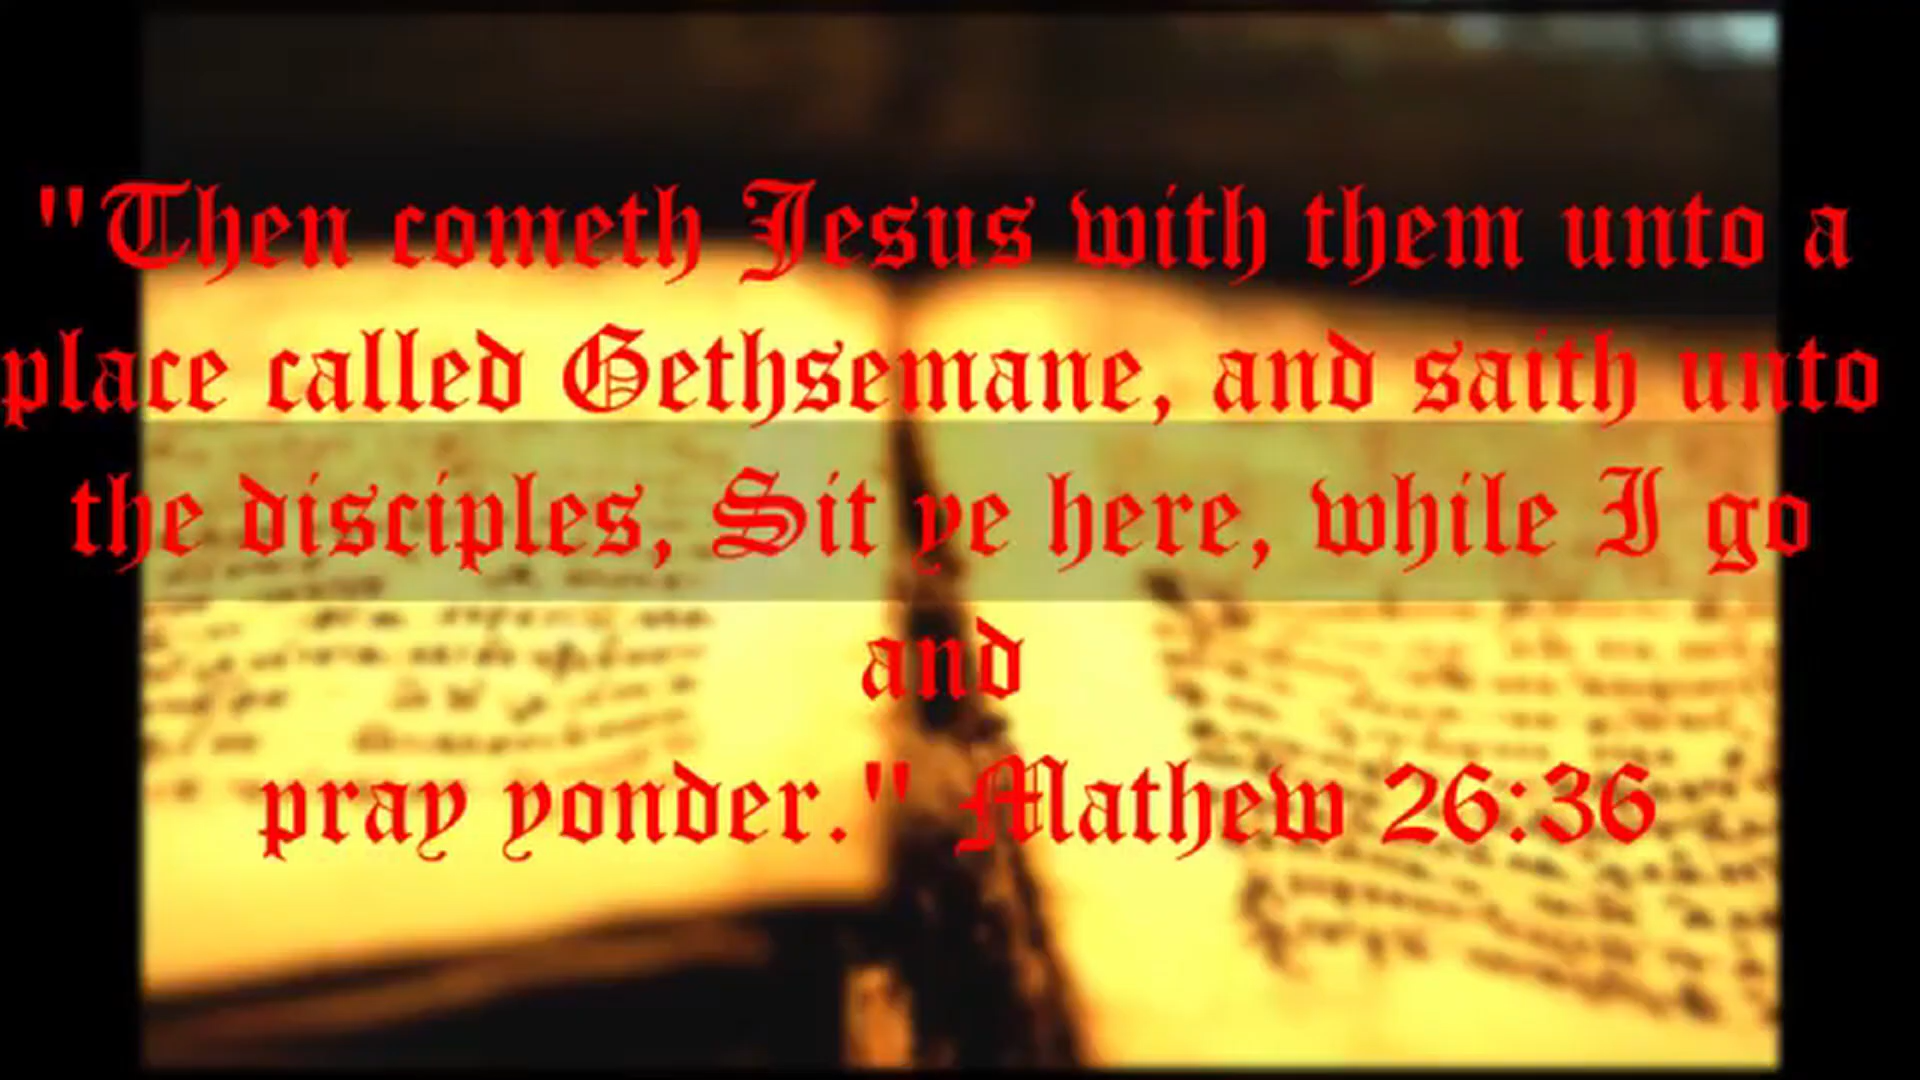 "Then cometh Jesus with them unto a
place called Gethsemane, and saith unto
the disciples, Sit ye here, while I go
and
pray yonder." Mathew 26:36